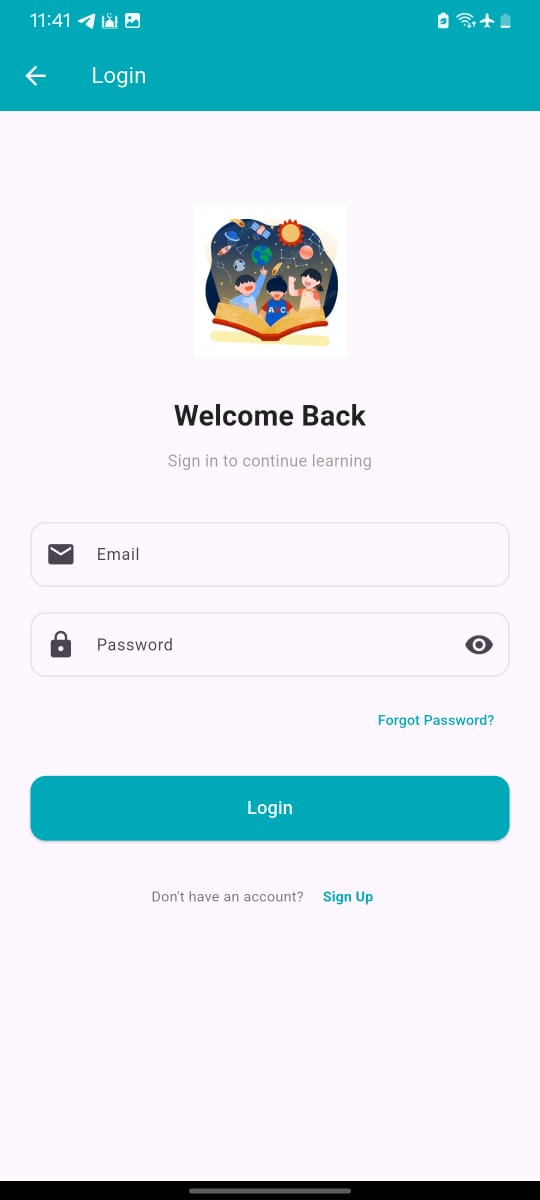 11:41
Login
Welcome Back
Sign in to continue learning
Email
Password
Forgot Password?
Login
Don't have an account? Sign Up